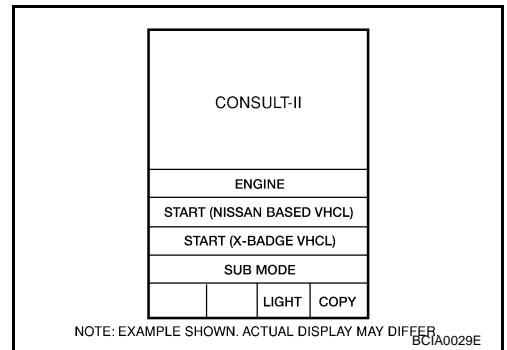 CONSULT-II
ENGINE
START (NISSAN BASED VHCL)
START (X-BADGE VHCL)
SUB MODE
LIGHT COPY
NOTE: EXAMPLE SHOWN. ACTUAL DISPLAY MAY DIFFER.
BCIA0029E